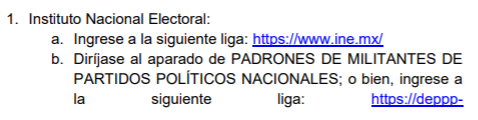 1. Instituto Nacional Electoral:
a. Ingrese a la siguiente liga: https://www.ine.mx/
b. Diríjase al aparado de PADRONES DE MILITANTES DE
PARTIDOS POLÍTICOS NACIONALES; o bien, ingrese a
la siguiente liga: https://deppp-